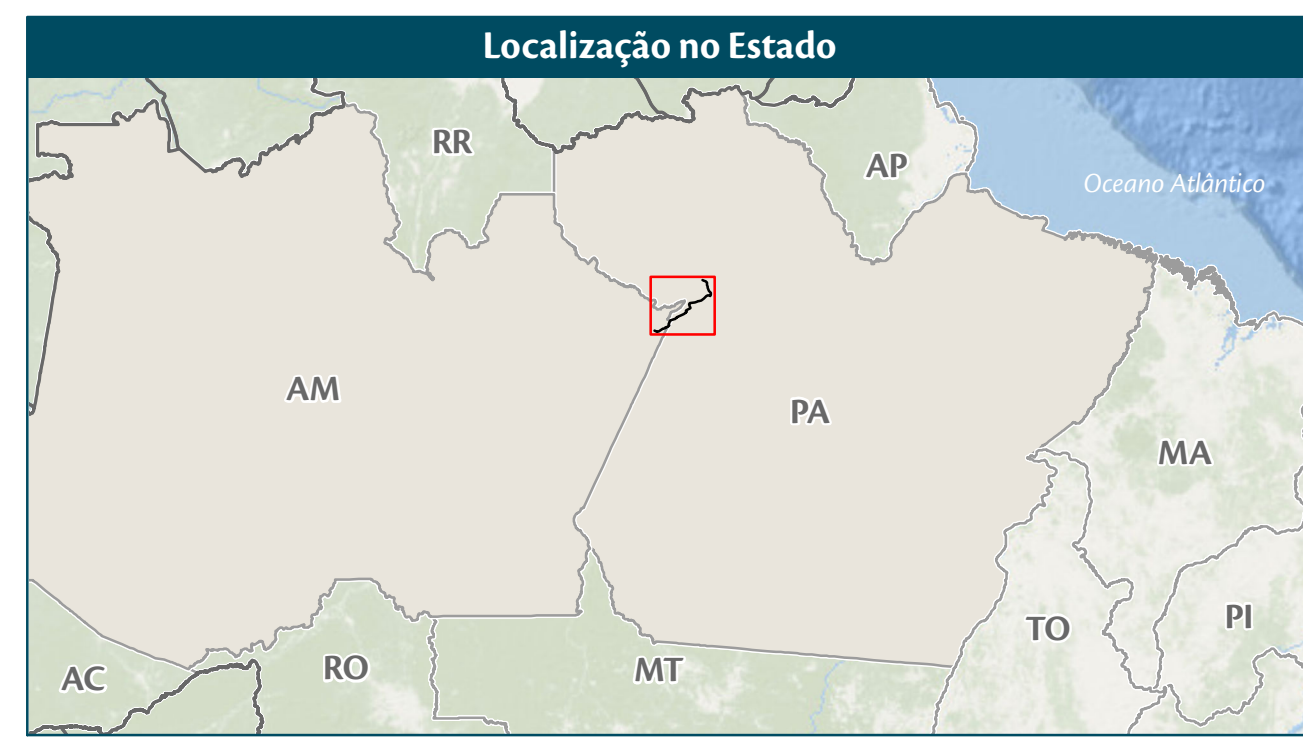 Localização no Estado
RR
AP
Oceano Atlântico
AM
PA
MA
PI
TO
RO
MT
AC